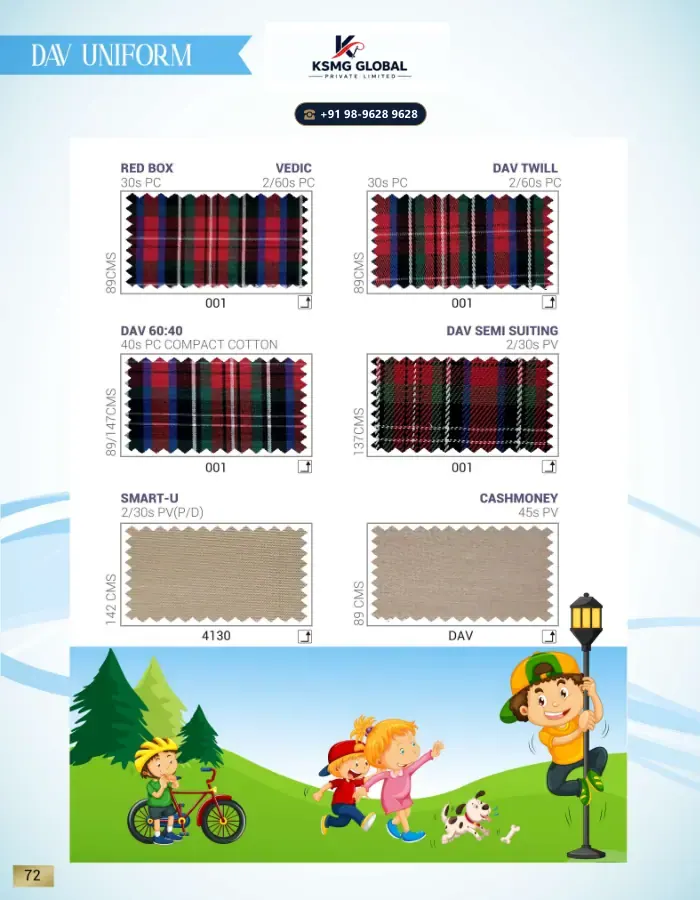 DAV UNIFORM
KSMG GLOBAL
PRIVATE LIMITED
+91 98-9628 9628
RED BOX VEDIC
30s PC 2/60s PC
89CMS
001
DAV TWILL
30s PC 2/60s PC
89CMS
001
DAV 60:40
40s PC COMPACT COTTON
89/147CMS
001
DAV SEMI SUITING
2/30s PV
137CMS
001
SMART-U
2/30s PV(P/D)
142 CMS
4130
CASHMONEY
45s PV
89 CMS
DAV
72